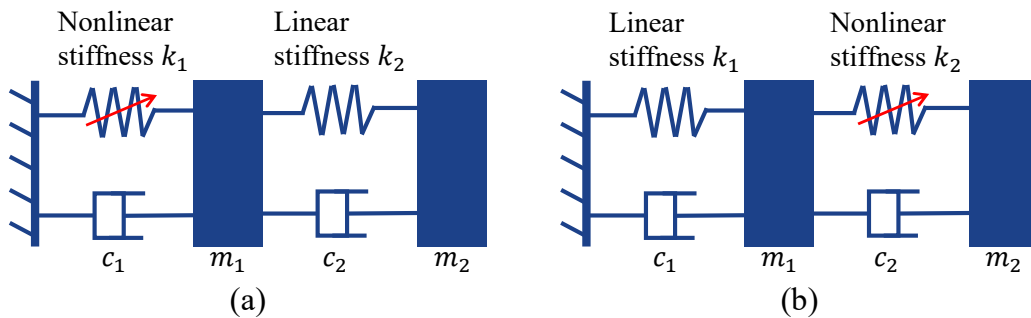 Nonlinear
stiffness k₁
Linear
stiffness k₂
c₁
m₁
c₂
m₂
(a)
Linear
stiffness k₁
Nonlinear
stiffness k₂
c₁
m₁
c₂
m₂
(b)